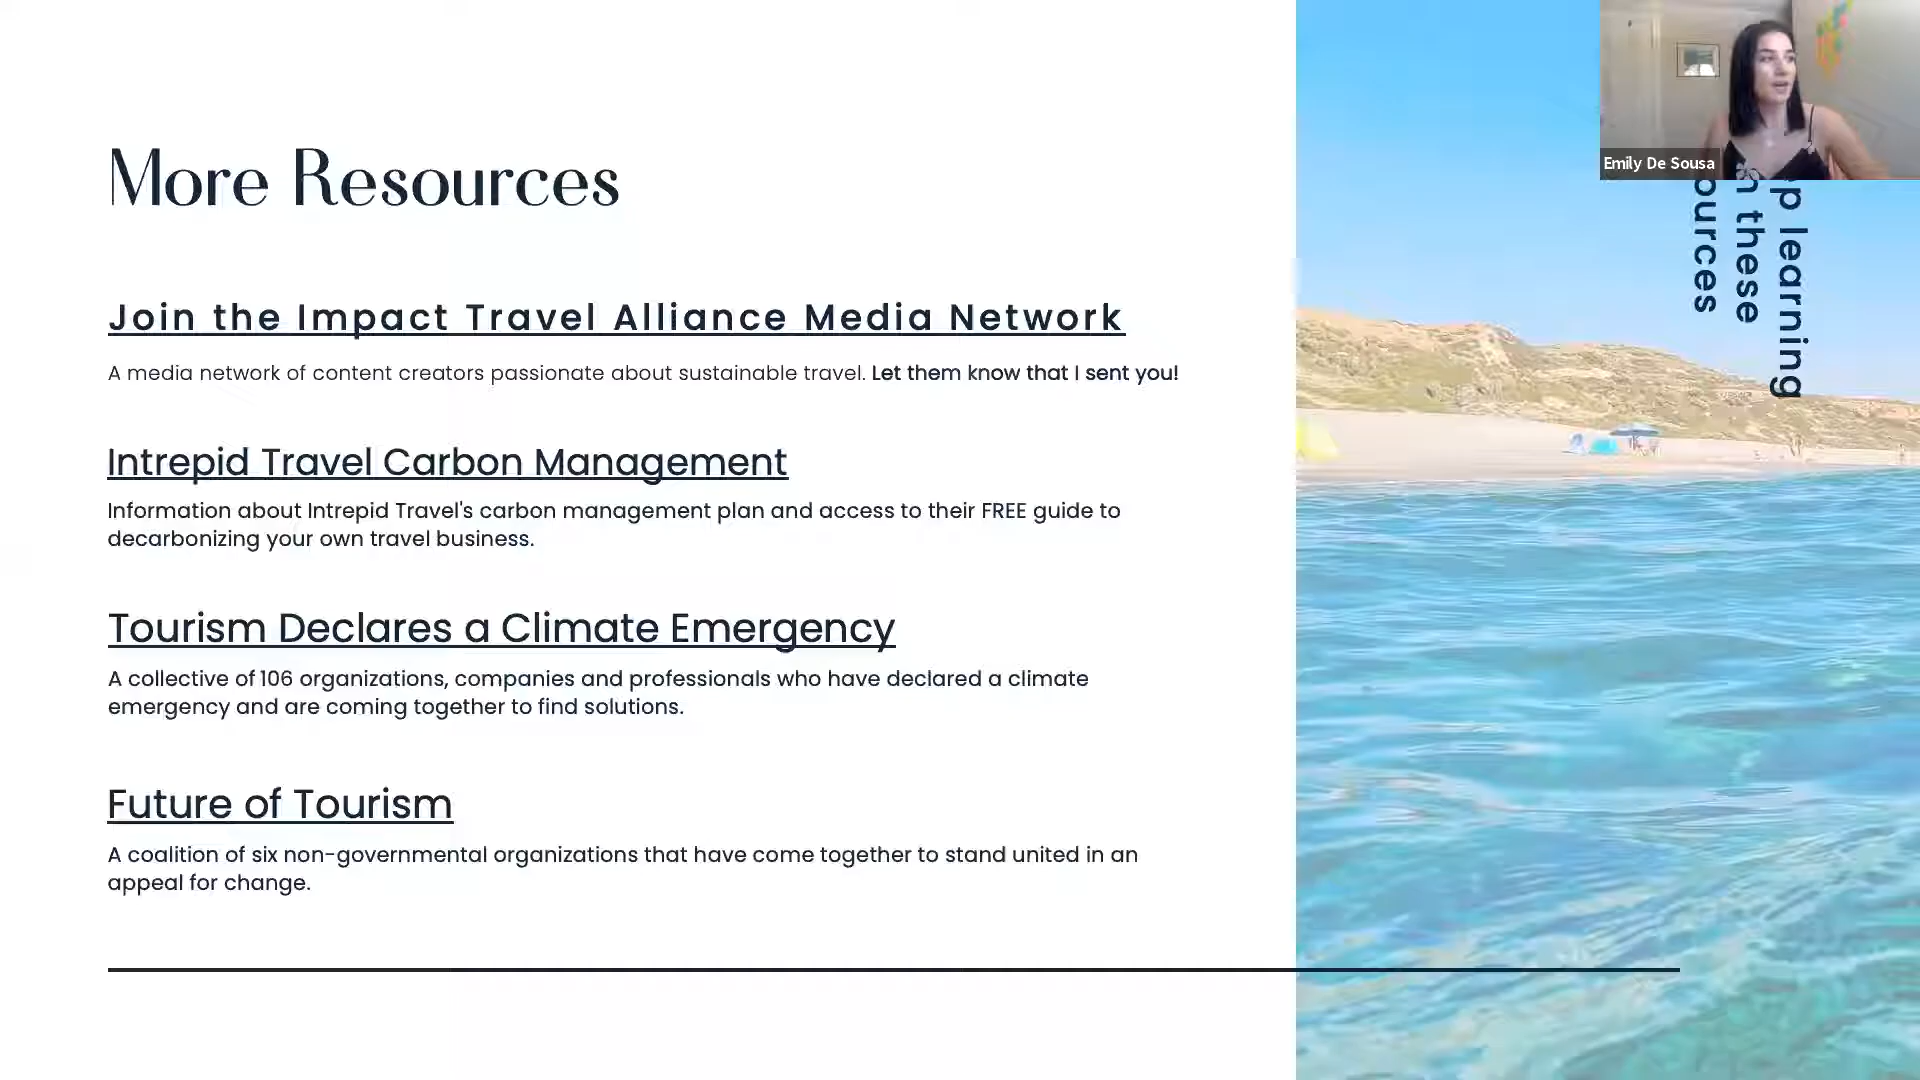 More Resources
Join the Impact Travel Alliance Media Network
A media network of content creators passionate about sustainable travel. Let them know that I sent you!
Intrepid Travel Carbon Management
Information about Intrepid Travel's carbon management plan and access to their FREE guide to
decarbonizing your own travel business.
Tourism Declares a Climate Emergency
A collective of 106 organizations, companies and professionals who have declared a climate
emergency and are coming together to find solutions.
Future of Tourism
A coalition of six non-governmental organizations that have come together to stand united in an
appeal for change.
Emily De Sousa
learning
these